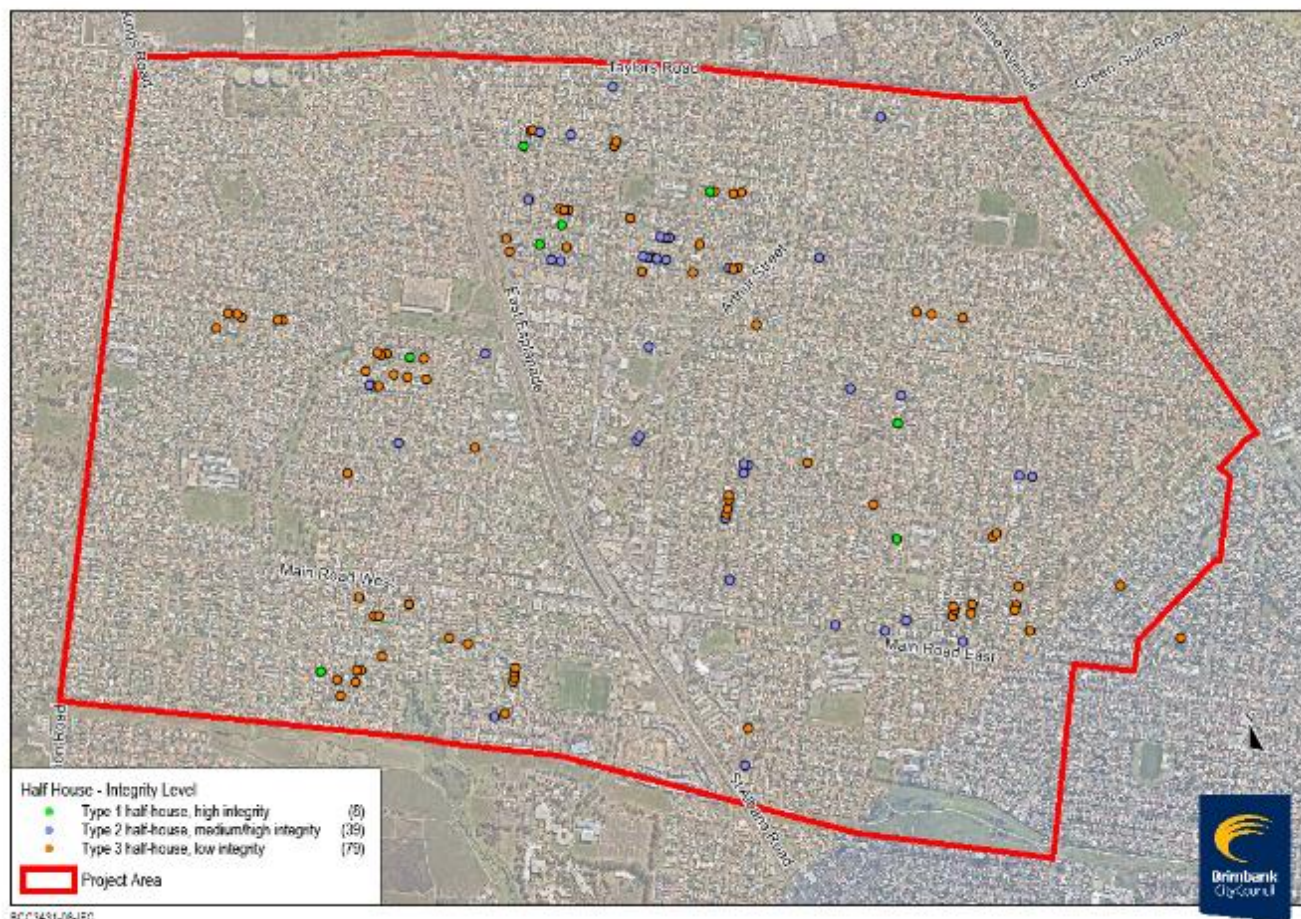 Taylors Road
Green Gully Road
Arthur Street
East Esplanade
Main Road West
Main Road East
St Albans Road
Half House - Integrity Level
Type 1 half-house, high integrity (8)
Type 2 half-house, medium/high integrity (39)
Type 3 half-house, low integrity (79)
Project Area
Brimbank
City Council